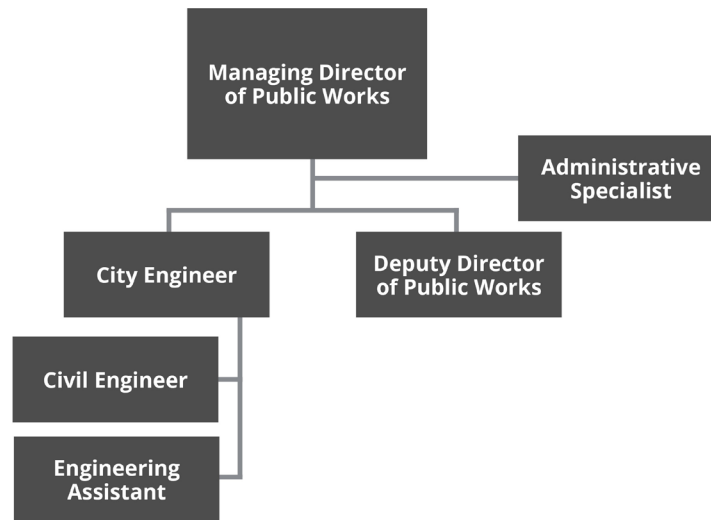 Managing Director
of Public Works
Administrative
Specialist
City Engineer
Deputy Director
of Public Works
Civil Engineer
Engineering
Assistant